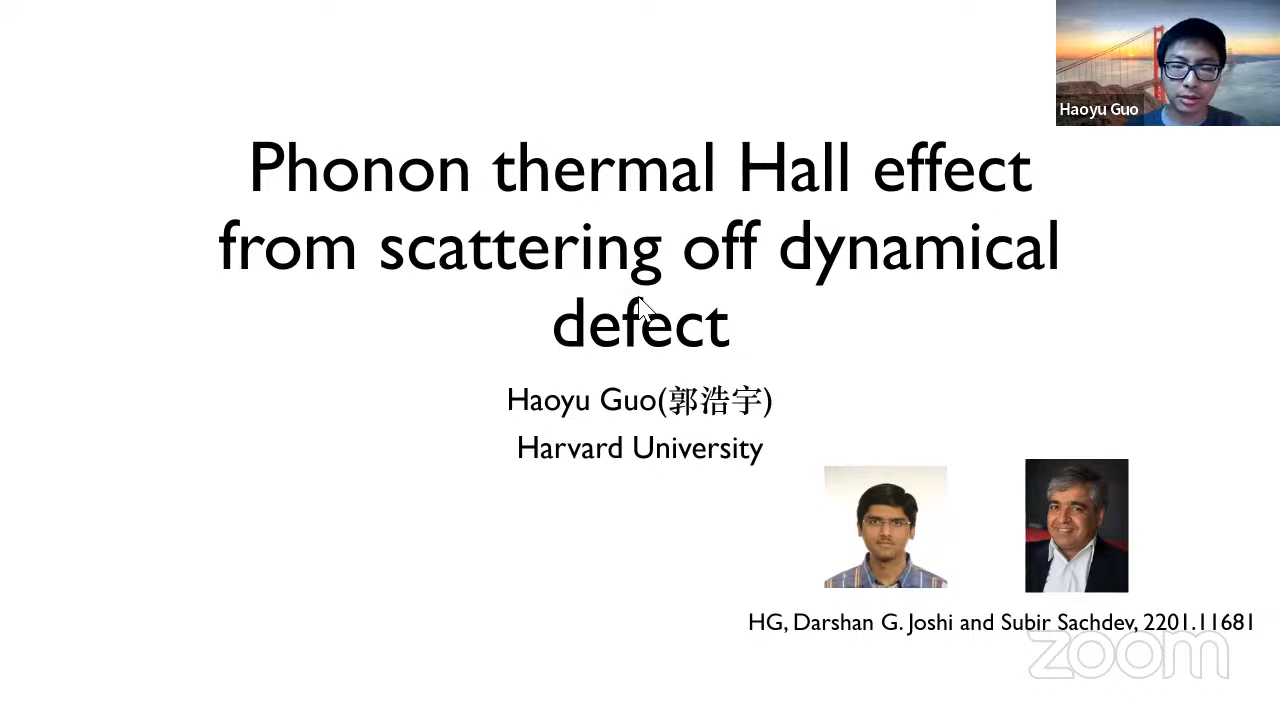 Haoyu Guo
Phonon thermal Hall effect
from scattering off dynamical
defect
Haoyu Guo(郭浩宇)
Harvard University
HG, Darshan G. Joshi and Subir Sachdev, 2201.11681
zoom